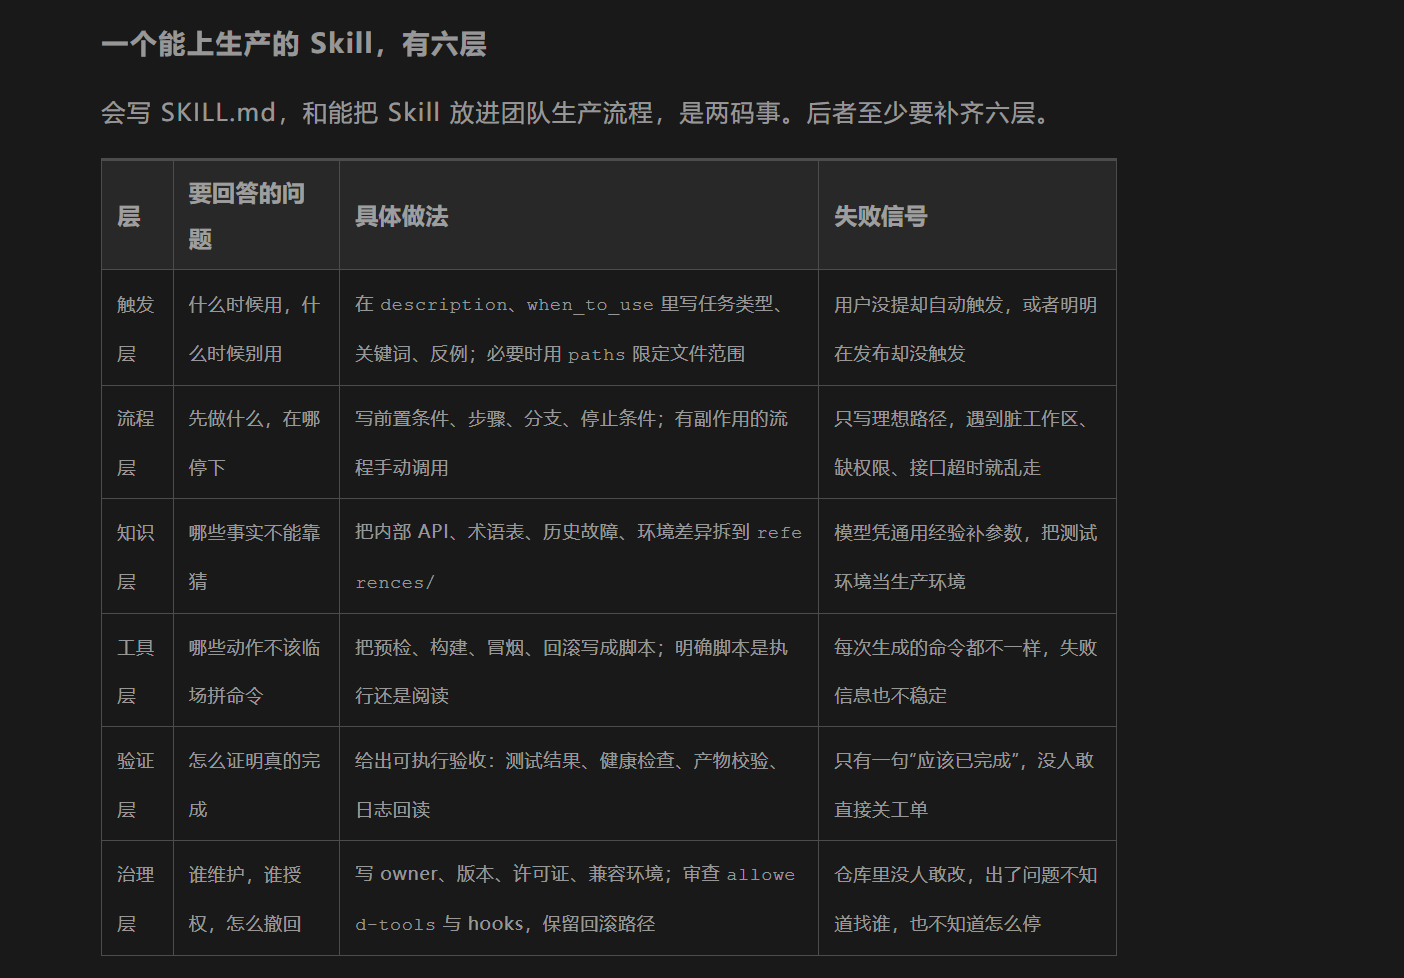 一个能上生产的 Skill，有六层
会写 SKILL.md，和能把 Skill 放进团队生产流程，是两码事。后者至少要补齐六层。
层
要回答的问
题
具体做法
失败信号
触发
层
什么时候用，什
么时候别用
在 description、when_to_use 里写任务类型、
关键词、反例；必要时用 paths 限定文件范围
用户没提却自动触发，或者明明
在发布却没触发
流程
层
先做什么，在哪
停下
写前置条件、步骤、分支、停止条件；有副作用的流
程手动调用
只写理想路径，遇到脏工作区、
缺权限、接口超时就乱走
知识
层
哪些事实不能靠
猜
把内部 API、术语表、历史故障、环境差异拆到 refe
rences/
模型凭通用经验补参数，把测试
环境当生产环境
工具
层
哪些动作不该临
场拼命令
把预检、构建、冒烟、回滚写成脚本；明确脚本是执
行还是阅读
每次生成的命令都不一样，失败
信息也不稳定
验证
层
怎么证明真的完
成
给出可执行验收：测试结果、健康检查、产物校验、
日志回读
只有一句“应该已完成”，没人敢
直接关工单
治理
层
谁维护，谁授
权，怎么撤回
写 owner、版本、许可证、兼容环境；审查 allowe
d-tools 与 hooks，保留回滚路径
仓库里没人敢改，出了问题不知
道找谁，也不知道怎么停